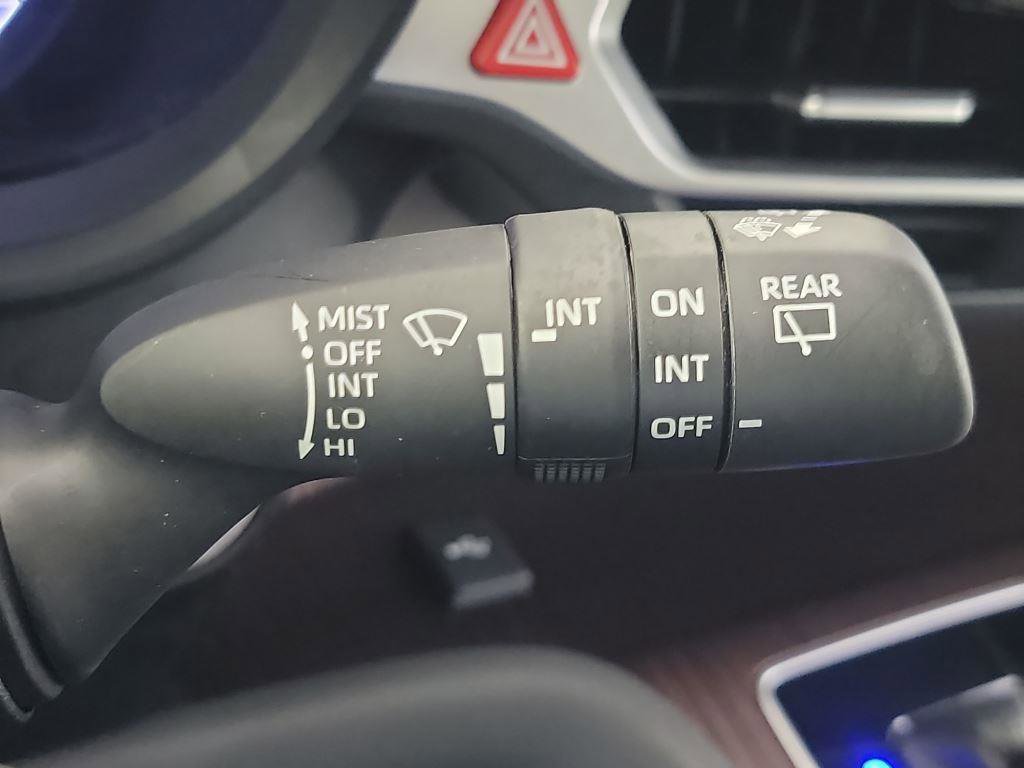 MIST
OFF
INT
LO
HI
INT
ON
INT
OFF
REAR